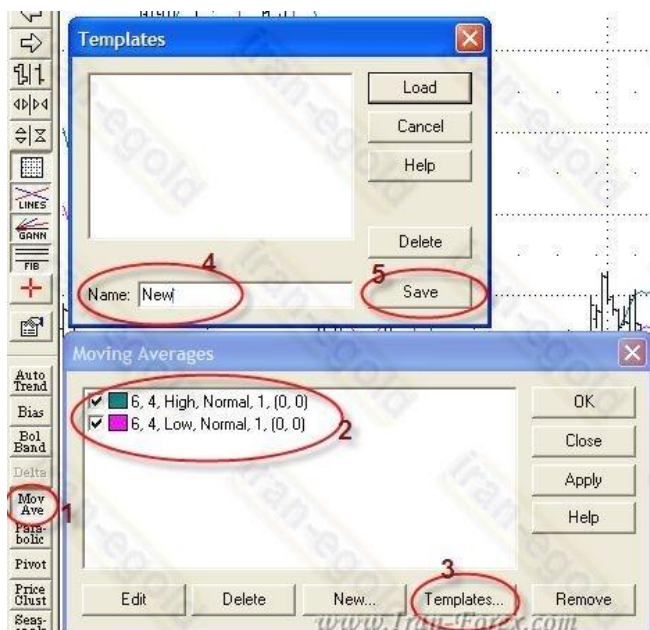 LINES
GANN
FIB
Auto
Trend
Bias
Bol
Band
Delta
Mov
Ave
1
Para-
bolic
Pivot
Price
Clust
Seas-
Templates
Load
Cancel
Help
Delete
4
5
Name: New
Save
Moving Averages
6, 4, High, Normal, 1, (0, 0)
6, 4, Low, Normal, 1, (0, 0)
2
OK
Close
Apply
Help
3
Edit Delete New... Templates... Remove
www.Iran-Forex.com
iran-egold